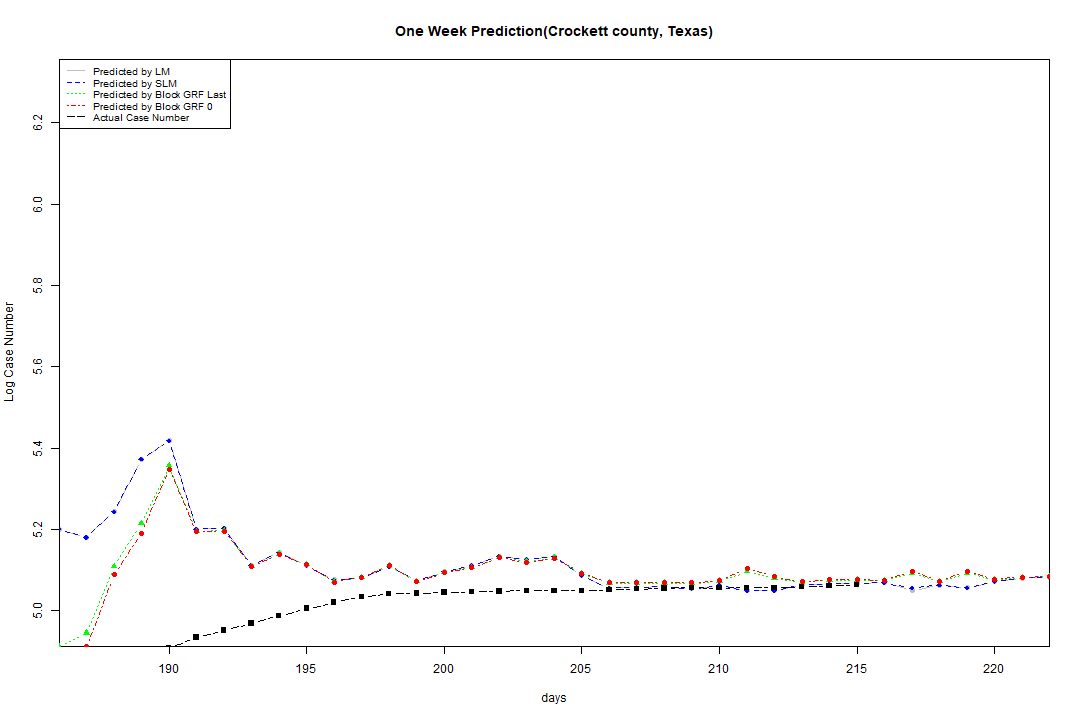 One Week Prediction(Crockett county, Texas)
Predicted by LM
Predicted by SLM
Predicted by Block GRF Last
Predicted by Block GRF 0
Actual Case Number
6.2
6.0
5.8
5.6
5.4
5.2
5.0
Log Case Number
190 195 200 205 210 215 220
days